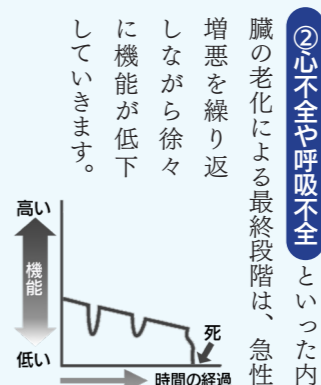 ②心不全や呼吸不全といった内
臓の老化による最終段階は、急性
増悪を繰り返
しながら徐々
に機能が低下
していきます。
高い
機能
低い
死
時間の経過